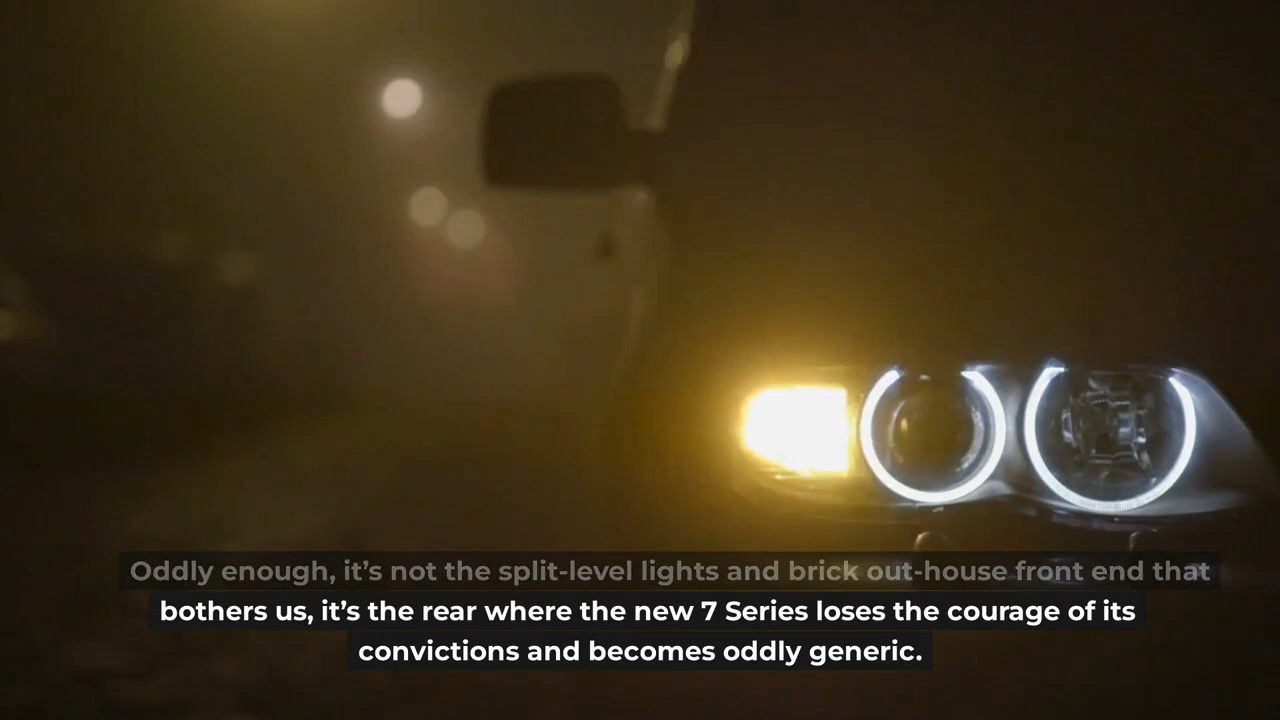 Oddly enough, it’s not the split-level lights and brick out-house front end that
bothers us, it’s the rear where the new 7 Series loses the courage of its
convictions and becomes oddly generic.